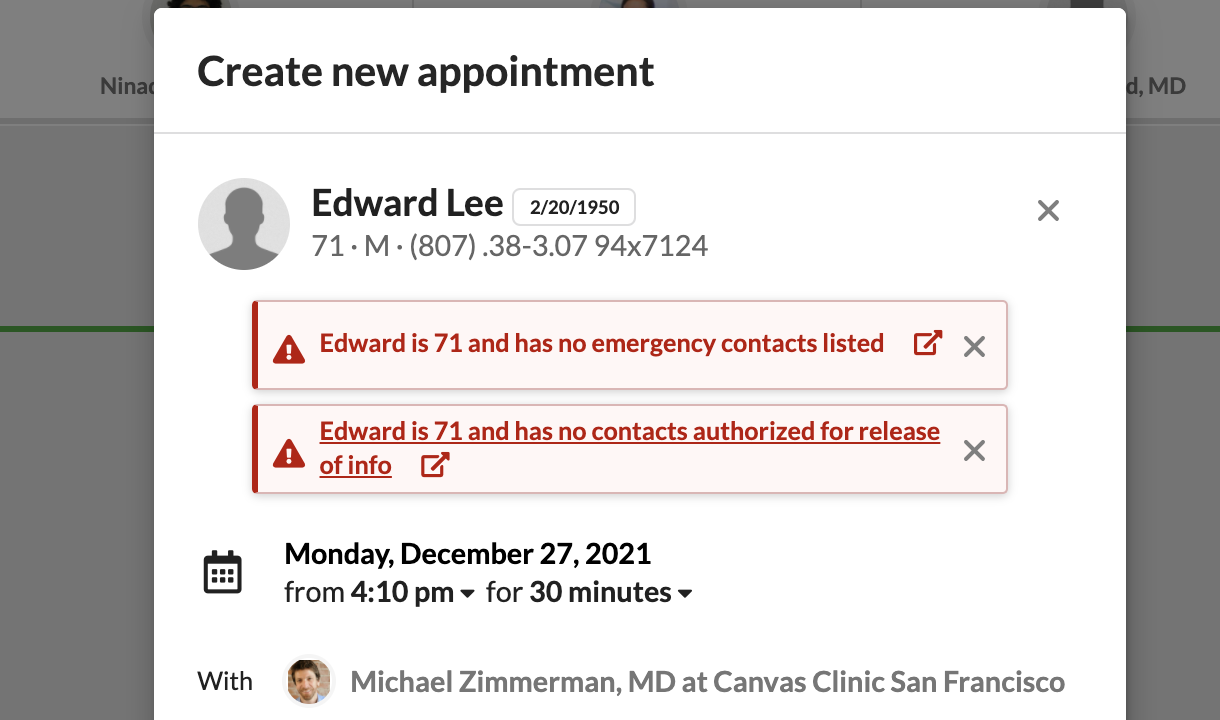 Create new appointment
Ninad
d, MD
Edward Lee 2/20/1950
71 · M · (807) .38-3.07 94x7124
Edward is 71 and has no emergency contacts listed
Edward is 71 and has no contacts authorized for release
of info
Monday, December 27, 2021
from 4:10 pm for 30 minutes
With Michael Zimmerman, MD at Canvas Clinic San Francisco